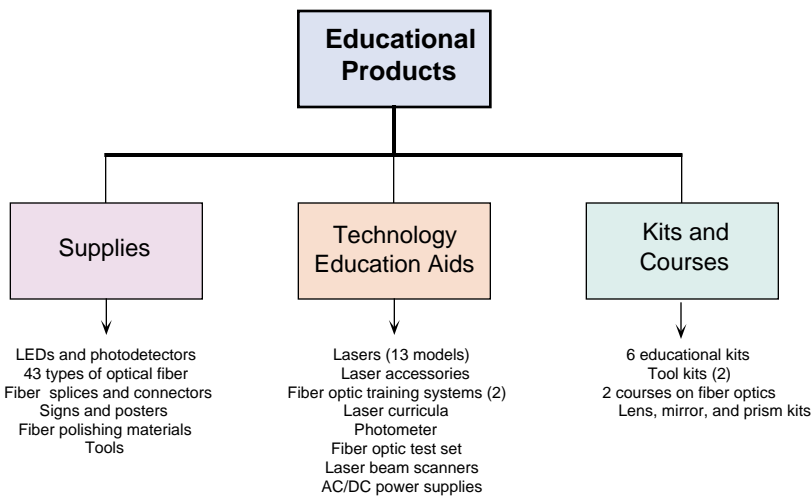 Educational
Products
Supplies
Technology
Education Aids
Kits and
Courses
LEDs and photodetectors
43 types of optical fiber
Fiber splices and connectors
Signs and posters
Fiber polishing materials
Tools
Lasers (13 models)
Laser accessories
Fiber optic training systems (2)
Laser curricula
Photometer
Fiber optic test set
Laser beam scanners
AC/DC power supplies
6 educational kits
Tool kits (2)
2 courses on fiber optics
Lens, mirror, and prism kits